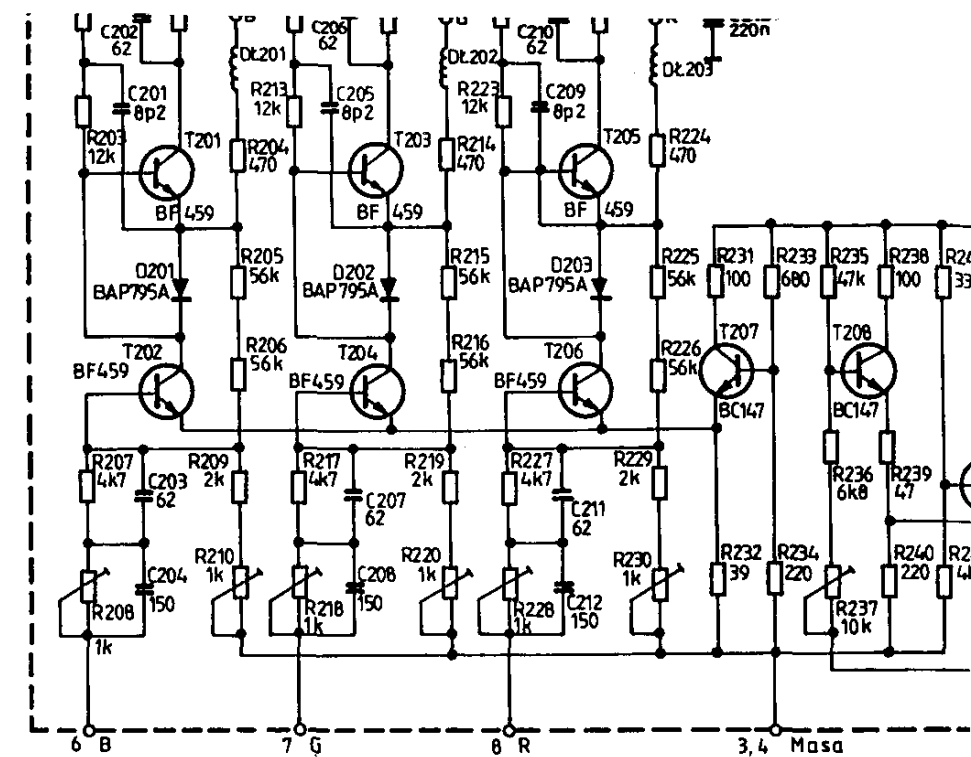 C202
62
C206
62
C210
62
220n
DŁ201
DŁ202
DŁ203
C201
8p2
R213
12k
C205
8p2
R223
12k
C209
8p2
R203
12k
T201
R204
470
T203
R214
470
T205
R224
470
BF 459
BF 459
BF 459
D201
BAP795A
R205
56k
D202
BAP795A
R215
56k
D203
BAP795A
R225
56k
R231
100
R233
680
R235
47k
R238
100
33
T202
BF459
R206
56k
T204
BF459
R216
56k
T206
BF459
R226
56k
T207
BC147
T208
BC147
R207
4k7
C203
62
R209
2k
R217
4k7
C207
62
R219
2k
R227
4k7
C211
62
R229
2k
R236
6k8
R239
47
R208
1k
C204
150
R210
1k
R218
1k
C208
150
R220
1k
R228
1k
C212
150
R230
1k
R232
39
R234
220
R237
10k
R240
220
6 B
7 G
8 R
3,4 Masa